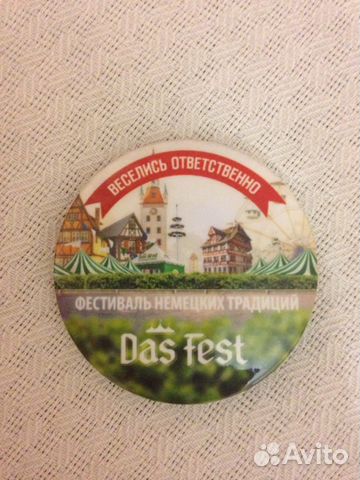 ВЕСЕЛИСЬ ОТВЕТСТВЕННО
ФЕСТИВАЛЬ НЕМЕЦКИХ ТРАДИЦИЙ
Das Fest
Avito